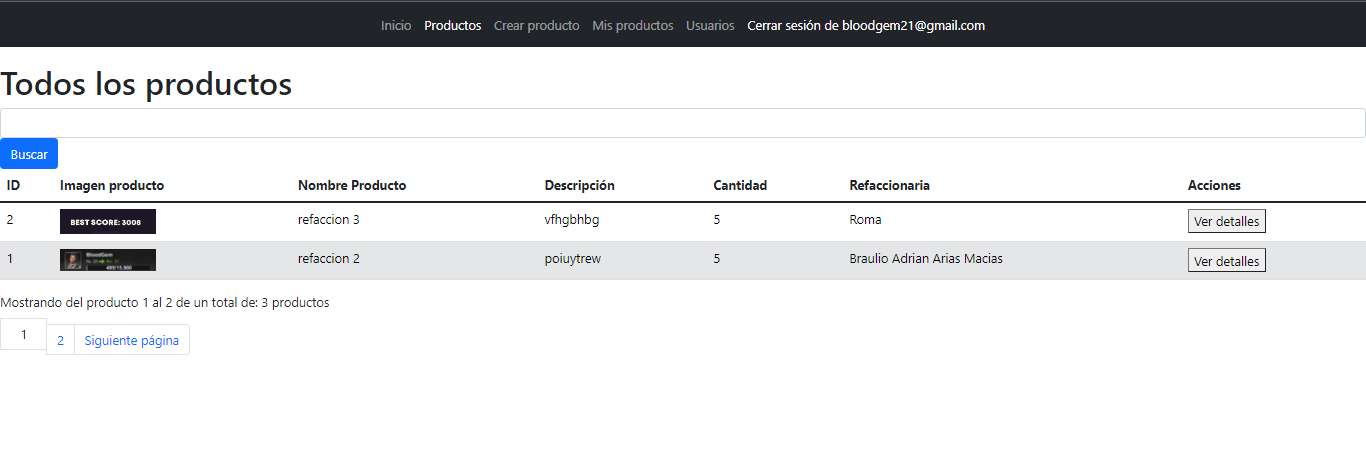 Inicio Productos Crear producto Mis productos Usuarios Cerrar sesión de bloodgem21@gmail.com
Todos los productos
Buscar
ID Imagen producto Nombre Producto Descripción Cantidad Refaccionaria Acciones
2 BEST SCORE: 3008 refaccion 3 vfhgbhbg 5 Roma Ver detalles
1 BloodGem refaccion 2 poiuytrew 5 Braulio Adrian Arias Macias Ver detalles
Mostrando del producto 1 al 2 de un total de: 3 productos
1 2 Siguiente página